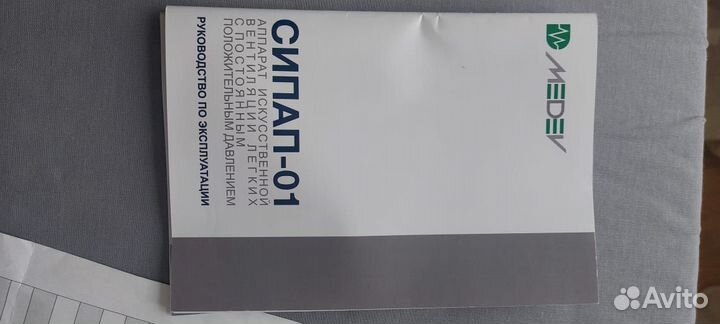 MEDEV
СИПАП-01
АППАРАТ ИСКУССТВЕННОЙ
ВЕНТИЛЯЦИИ ЛЕГКИХ
С ПОСТОЯННЫМ
ПОЛОЖИТЕЛЬНЫМ ДАВЛЕНИЕМ
РУКОВОДСТВО ПО ЭКСПЛУАТАЦИИ
Avito